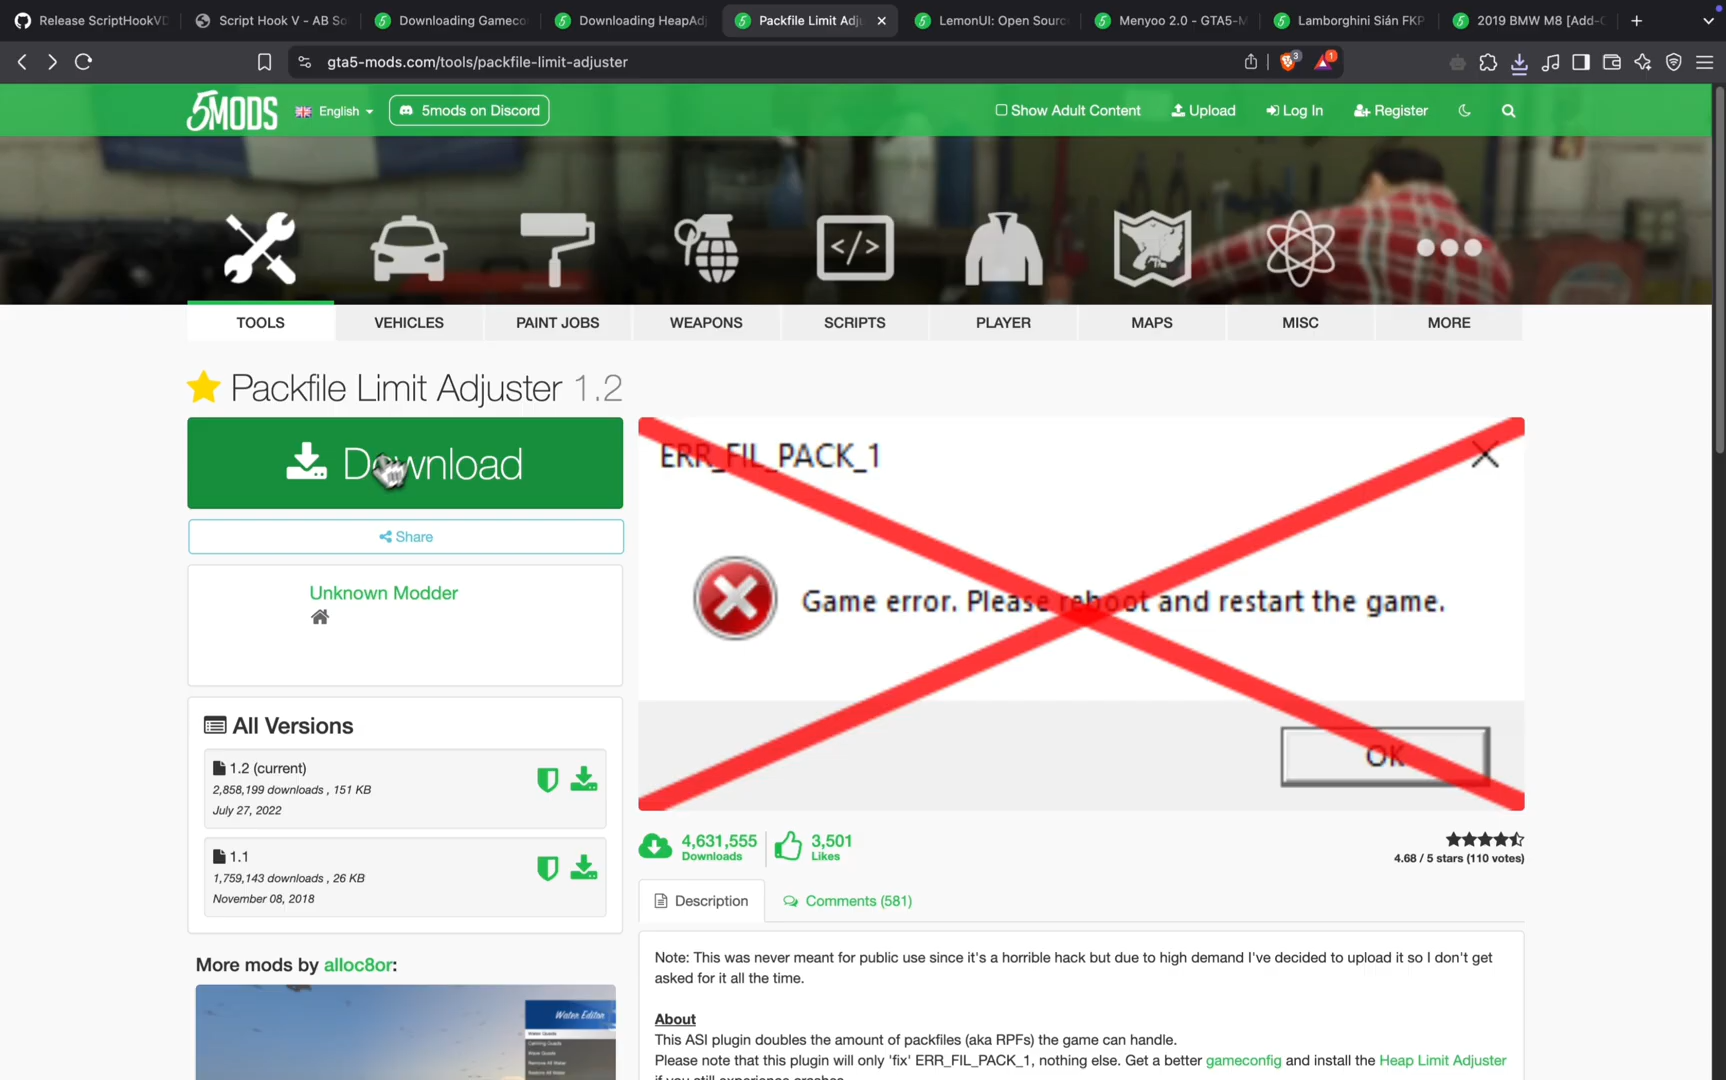 Release ScriptHookVD
Script Hook V - AB So
Downloading Gameco
Downloading HeapAdj
Packfile Limit Adju
LemonUI: Open Sourc
Menyoo 2.0 - GTA5-M
Lamborghini Sián FKP
2019 BMW M8 [Add-O
gta5-mods.com/tools/packfile-limit-adjuster
3
1
5MODS
English
5mods on Discord
Show Adult Content
Upload
Log In
Register
TOOLS
VEHICLES
PAINT JOBS
WEAPONS
SCRIPTS
PLAYER
MAPS
MISC
MORE
Packfile Limit Adjuster 1.2
Download
Share
Unknown Modder
All Versions
1.2 (current)
2,858,199 downloads , 151 KB
July 27, 2022
1.1
1,759,143 downloads , 26 KB
November 08, 2018
More mods by alloc8or:
Water Editor
ERR_FIL_PACK_1
Game error. Please reboot and restart the game.
OK
4,631,555
Downloads
3,501
Likes
4.68 / 5 stars (110 votes)
Description
Comments (581)
Note: This was never meant for public use since it's a horrible hack but due to high demand I've decided to upload it so I don't get
asked for it all the time.
About
This ASI plugin doubles the amount of packfiles (aka RPFs) the game can handle.
Please note that this plugin will only 'fix' ERR_FIL_PACK_1, nothing else. Get a better gameconfig and install the Heap Limit Adjuster
if you still experience crashes.